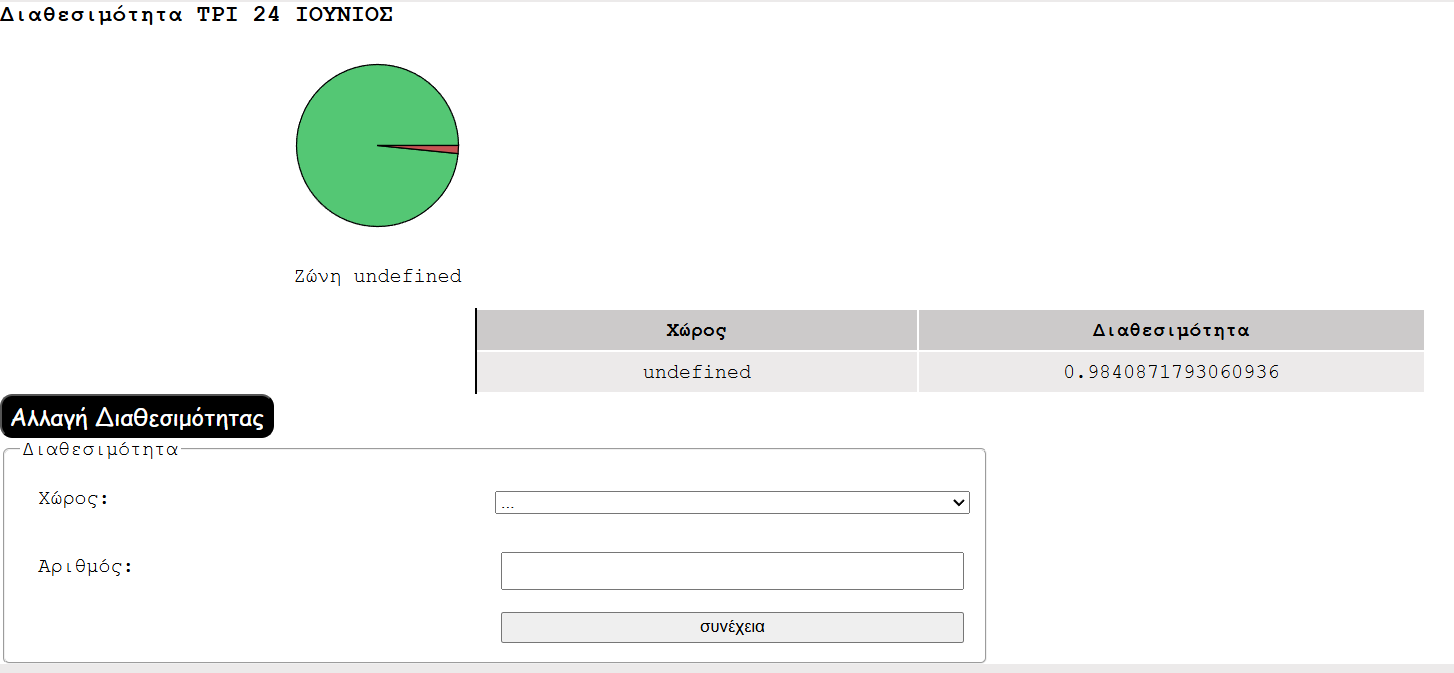 Διαθεσιμότητα ΤΡΙ 24 ΙΟΥΝΙΟΣ
Ζώνη undefined
Χώρος Διαθεσιμότητα
undefined 0.9840871793060936
Αλλαγή Διαθεσιμότητας
Διαθεσιμότητα
Χώρος: ...
Αριθμός:
συνέχεια